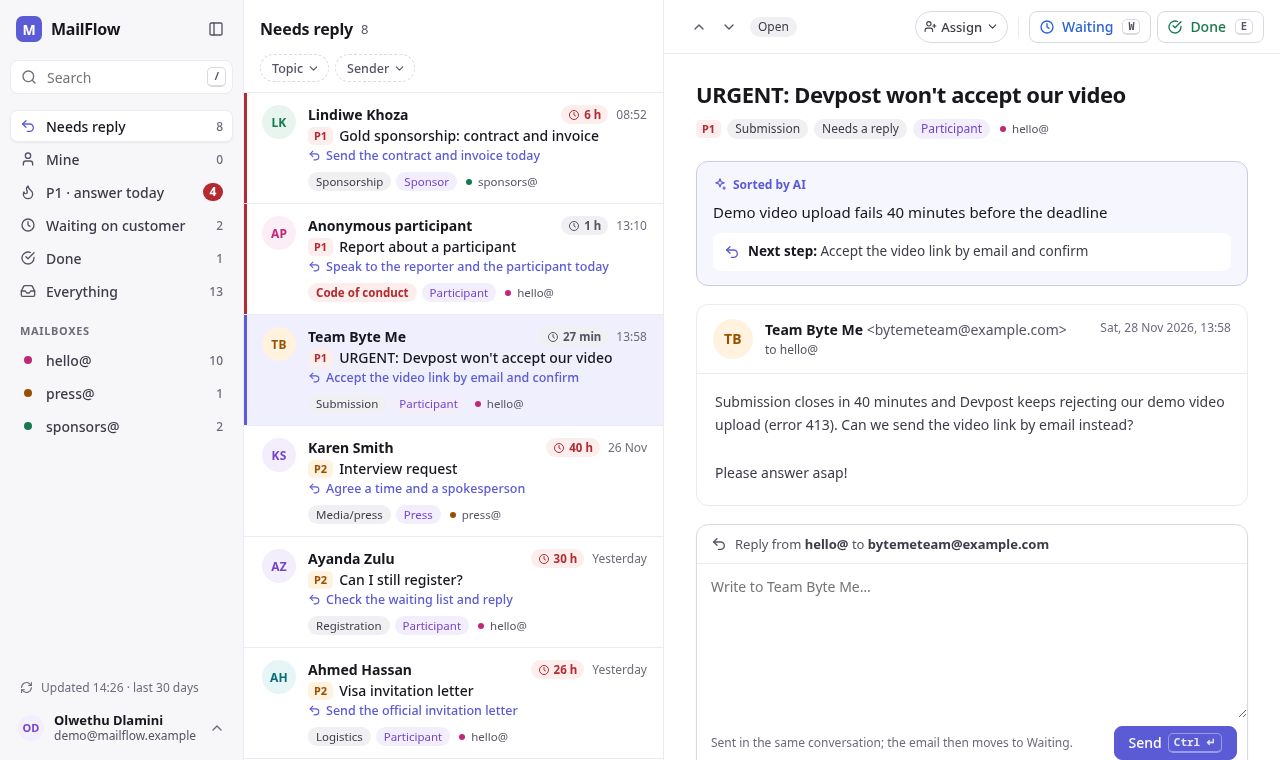 M MailFlow
Search /
Needs reply 8
Mine 0
P1 · answer today 4
Waiting on customer 2
Done 1
Everything 13
MAILBOXES
hello@ 10
press@ 1
sponsors@ 2
Updated 14:26 · last 30 days
OD Olwethu Dlamini
demo@mailflow.example
Needs reply 8
Topic Sender
LK Lindiwe Khoza 6 h 08:52
P1 Gold sponsorship: contract and invoice
Send the contract and invoice today
Sponsorship Sponsor sponsors@
AP Anonymous participant 1 h 13:10
P1 Report about a participant
Speak to the reporter and the participant today
Code of conduct Participant hello@
TB Team Byte Me 27 min 13:58
P1 URGENT: Devpost won't accept our video
Accept the video link by email and confirm
Submission Participant hello@
KS Karen Smith 40 h 26 Nov
P2 Interview request
Agree a time and a spokesperson
Media/press Press press@
AZ Ayanda Zulu 30 h Yesterday
P2 Can I still register?
Check the waiting list and reply
Registration Participant hello@
AH Ahmed Hassan 26 h Yesterday
P2 Visa invitation letter
Send the official invitation letter
Logistics Participant hello@
Open Assign Waiting W Done E
URGENT: Devpost won't accept our video
P1 Submission Needs a reply Participant hello@
Sorted by AI
Demo video upload fails 40 minutes before the deadline
Next step: Accept the video link by email and confirm
TB Team Byte Me <bytemeteam@example.com> Sat, 28 Nov 2026, 13:58
to hello@
Submission closes in 40 minutes and Devpost keeps rejecting our demo video
upload (error 413). Can we send the video link by email instead?
Please answer asap!
Reply from hello@ to bytemeteam@example.com
Write to Team Byte Me...
Sent in the same conversation; the email then moves to Waiting. Send Ctrl ↵